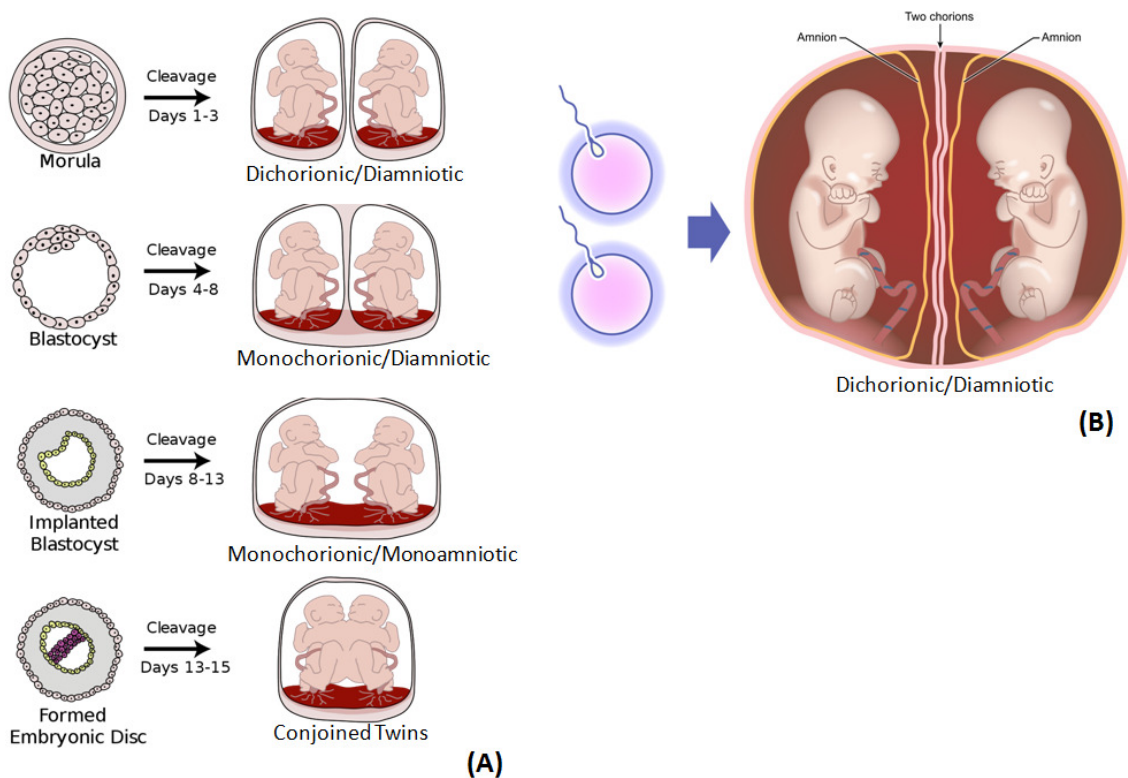 Morula
Cleavage
Days 1-3
Dichorionic/Diamniotic
Blastocyst
Cleavage
Days 4-8
Monochorionic/Diamniotic
Implanted
Blastocyst
Cleavage
Days 8-13
Monochorionic/Monoamniotic
Formed
Embryonic Disc
Cleavage
Days 13-15
Conjoined Twins
(A)
Two chorions
Amnion
Amnion
Dichorionic/Diamniotic
(B)